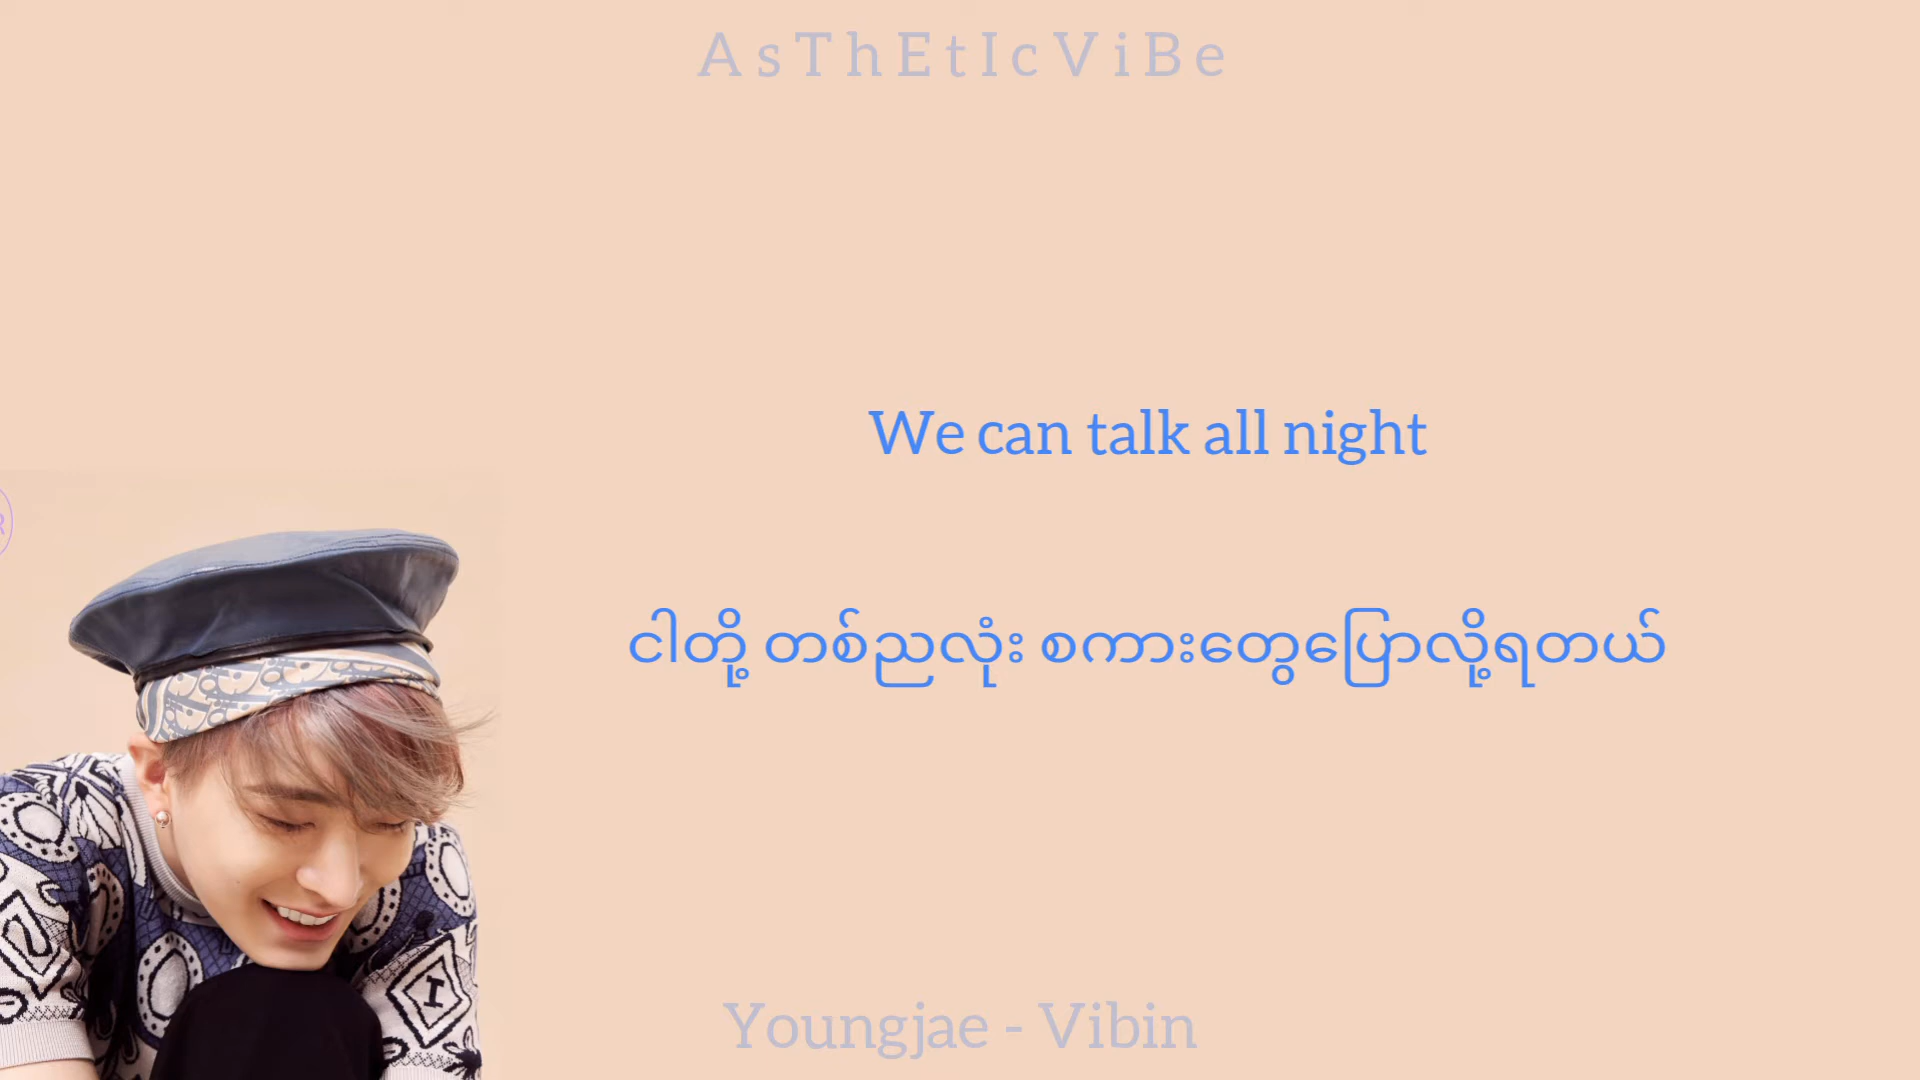 AsThEtIcViBe
We can talk all night
ငါတို့ တစ်ညလုံး စကားတွေပြောလို့ရတယ်
Youngjae - Vibin